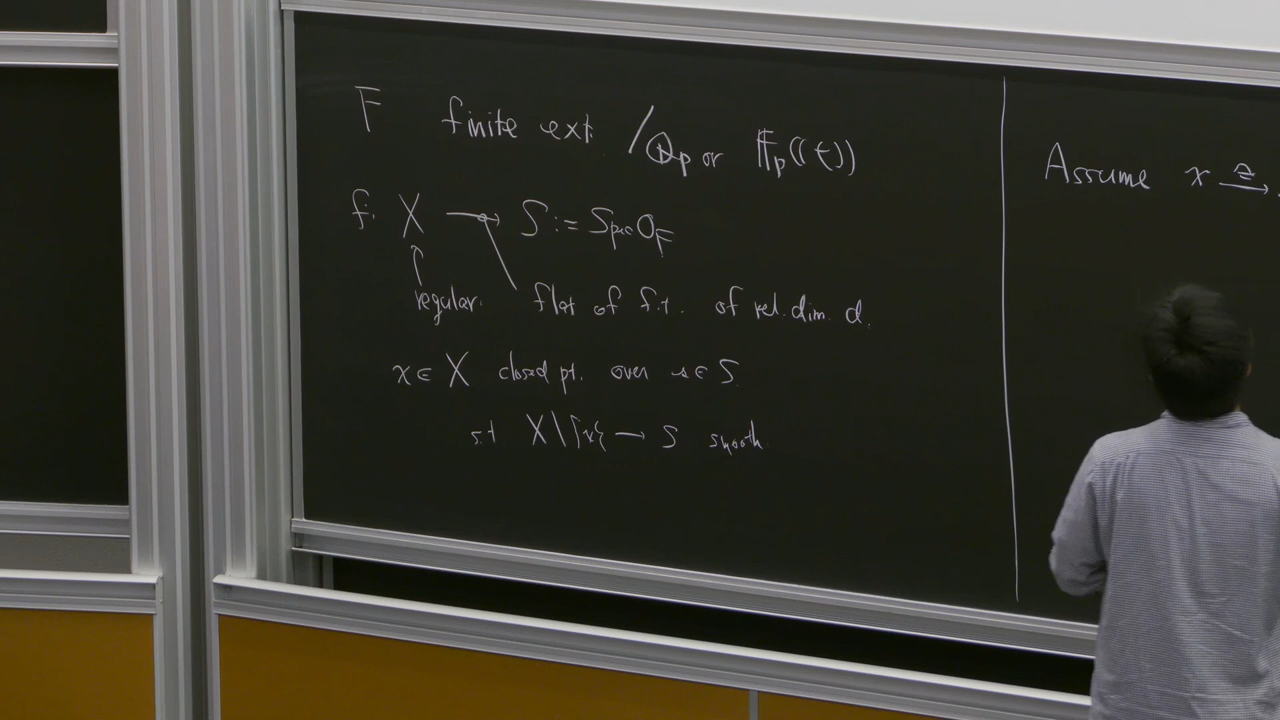 F finite ext. /ℚp or 𝔽p((t))
f: X → S := Spec O_F
regular. flat of f.t. of rel. dim. d.
x ∈ X closed pt. over s ∈ S
s.t X\{x} → S smooth
Assume x ≅→